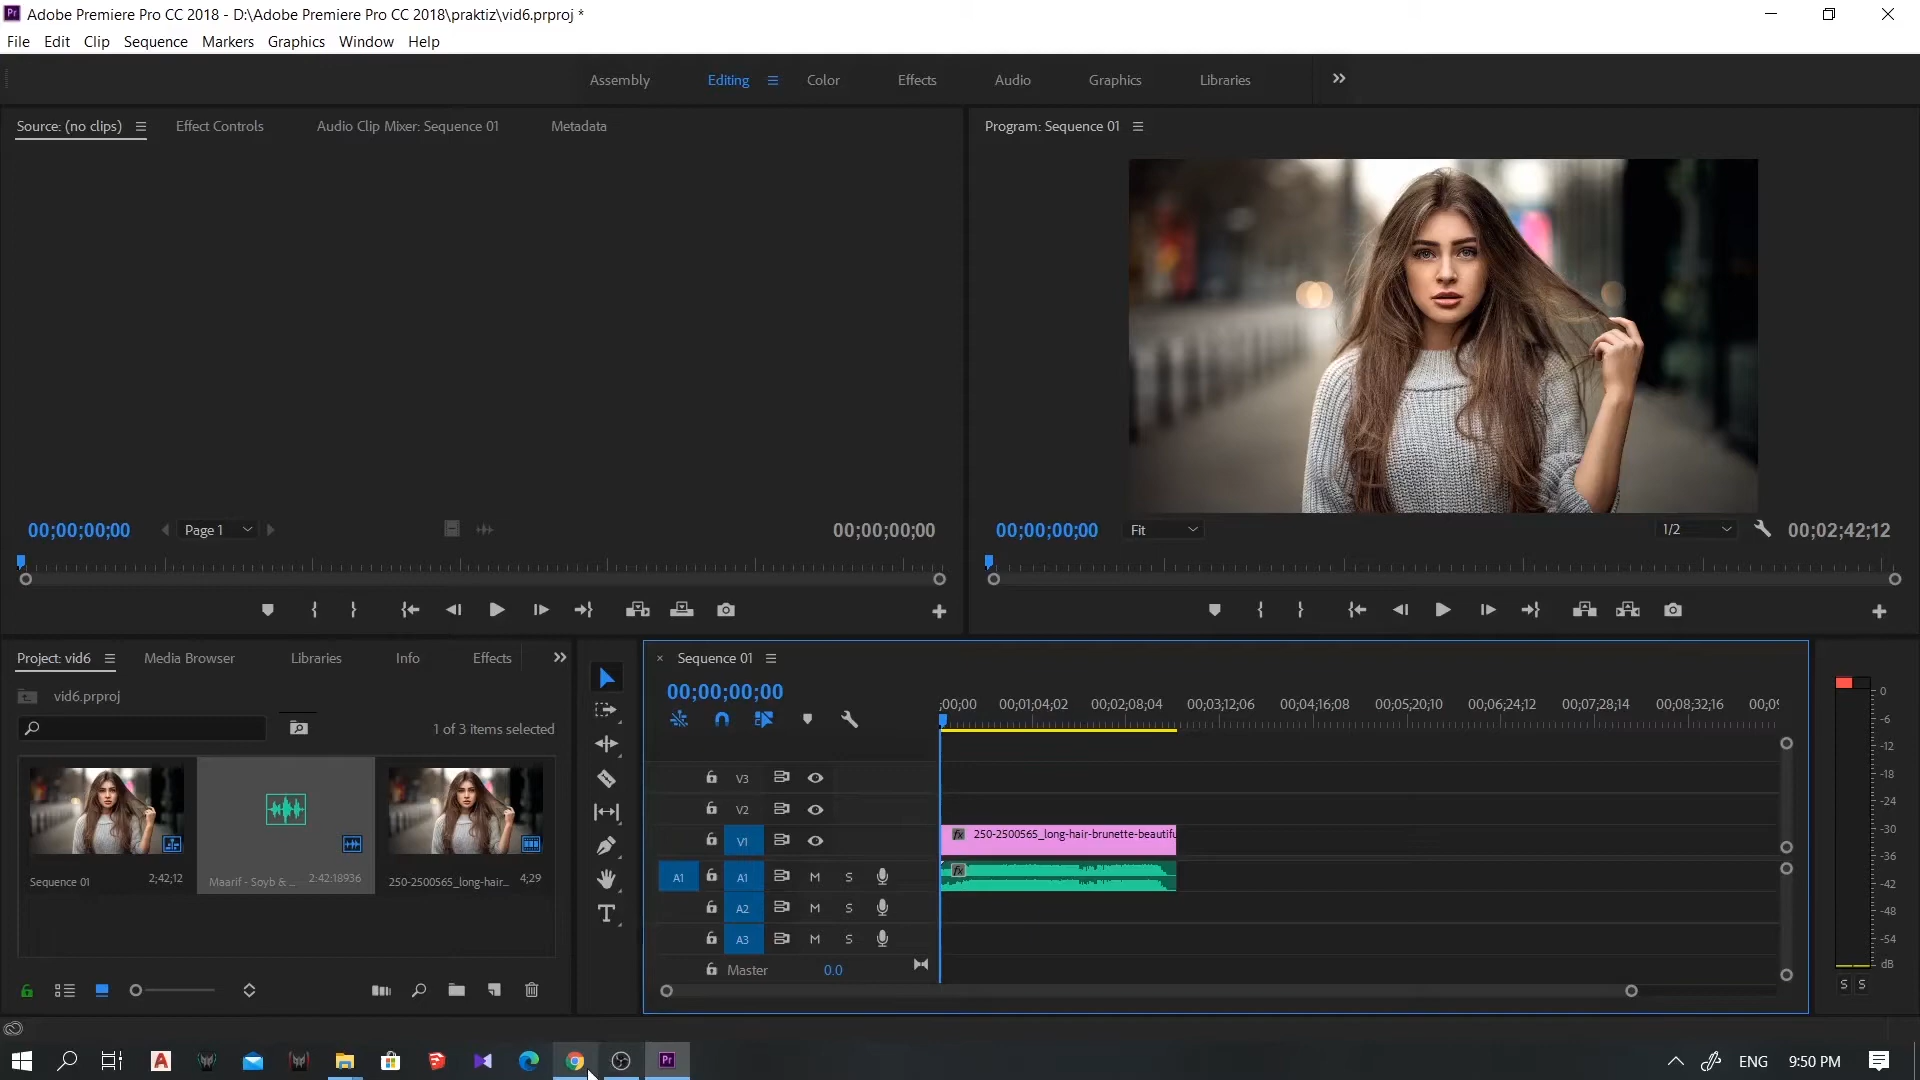 Adobe Premiere Pro CC 2018 - D:\Adobe Premiere Pro CC 2018\praktiz\vid6.prproj *
File Edit Clip Sequence Markers Graphics Window Help
Assembly Editing Color Effects Audio Graphics Libraries
Source: (no clips) Effect Controls Audio Clip Mixer: Sequence 01 Metadata
Program: Sequence 01
00;00;00;00 Page 1 00;00;00;00
00;00;00;00 Fit 1/2 00;02;42;12
Project: vid6 Media Browser Libraries Info Effects
vid6.prproj
1 of 3 items selected
Sequence 01 2;42;12
Maarif - Soyb & ... 2:42:18936
250-2500565_long-hair... 4;29
Sequence 01
00;00;00;00
;00;00 00;01;04;02 00;02;08;04 00;03;12;06 00;04;16;08 00;05;20;10 00;06;24;12 00;07;28;14 00;08;32;16
V3
V2
V1
fx 250-2500565_long-hair-brunette-beautifu
A1 A1 M S
fx
A2 M S
A3 M S
Master 0.0
0
-6
-12
-18
-24
-30
-36
-42
-48
-54
dB
S S
A
Pr
ENG 9:50 PM